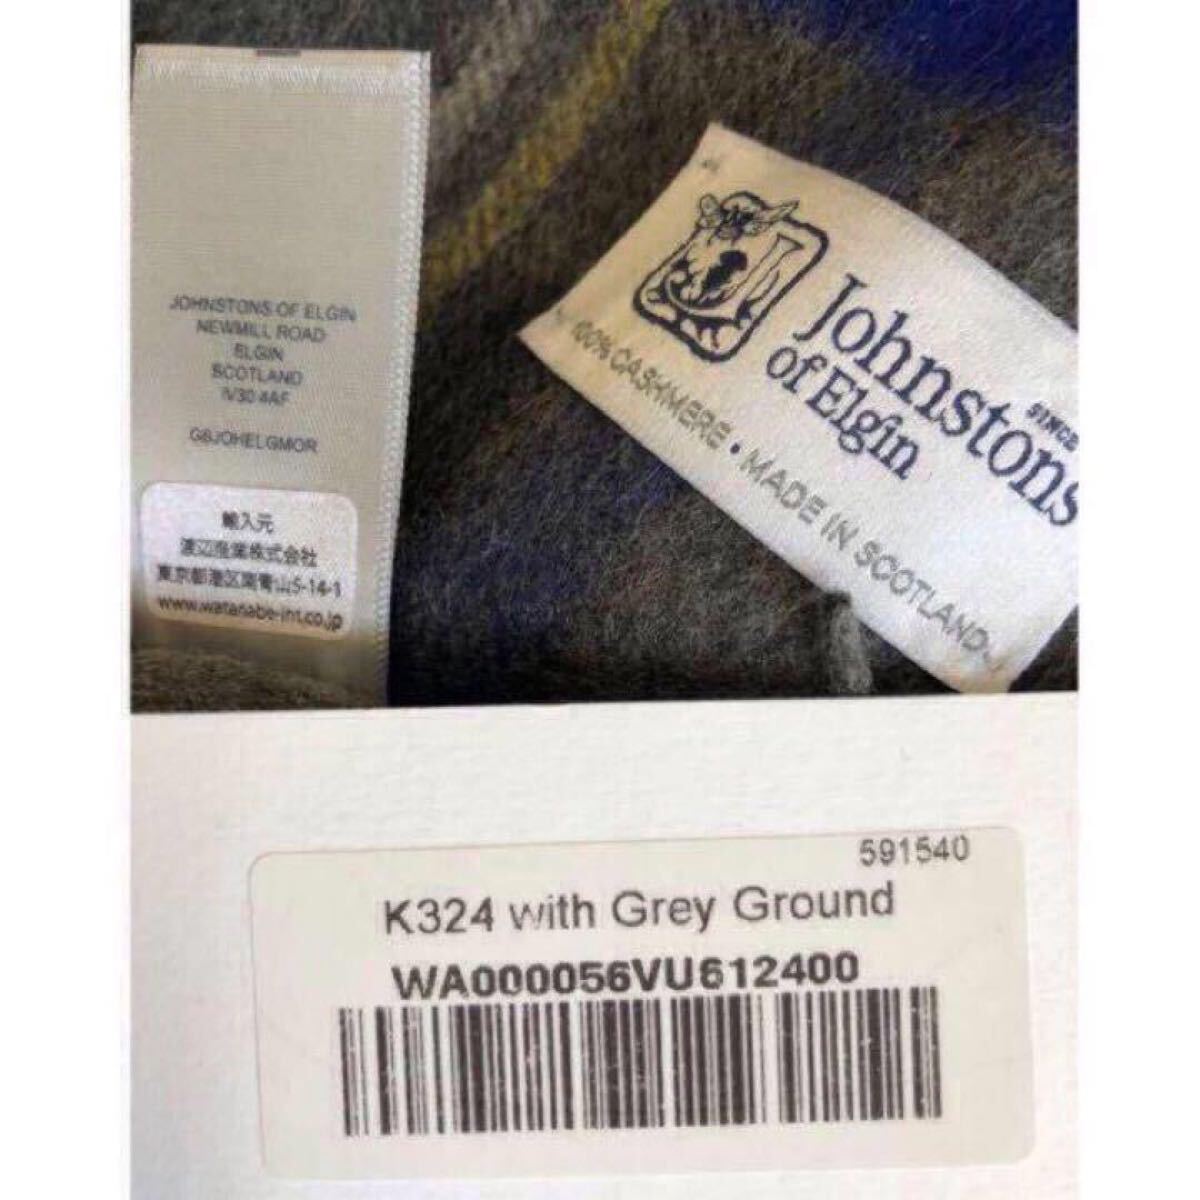 JOHNSTONS OF ELGIN
NEWMILL ROAD
ELGIN
SCOTLAND
IV30 4AF
GBJOHELGMOR
輸入元
渡辺産業株式会社
東京都港区南青山5-14-1
www.watanabe-int.co.jp
Johnstons
of Elgin
SINCE
100% CASHMERE • MADE IN SCOTLAND
591540
K324 with Grey Ground
WA000056VU612400